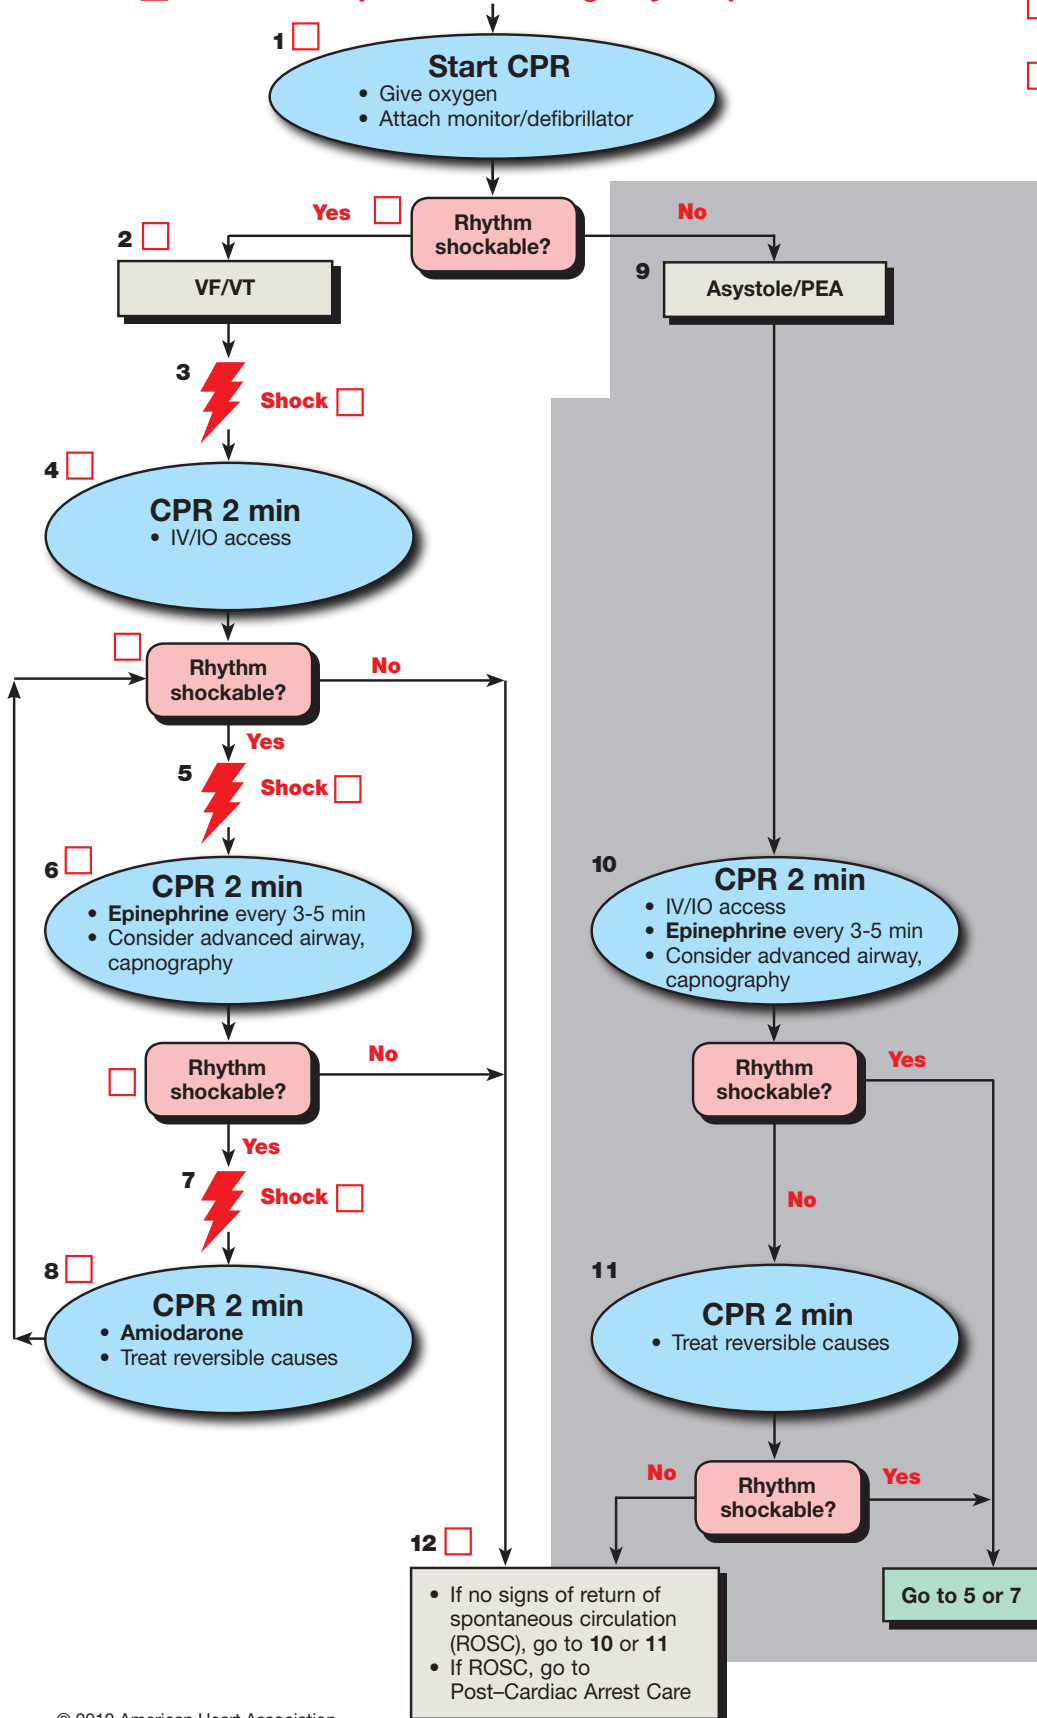 1
Start CPR
• Give oxygen
• Attach monitor/defibrillator
Yes
Rhythm
shockable?
No
2
VF/VT
9
Asystole/PEA
3
Shock
4
CPR 2 min
• IV/IO access
Rhythm
shockable?
No
Yes
5
Shock
6
CPR 2 min
• Epinephrine every 3-5 min
• Consider advanced airway,
capnography
10
CPR 2 min
• IV/IO access
• Epinephrine every 3-5 min
• Consider advanced airway,
capnography
Rhythm
shockable?
No
Rhythm
shockable?
Yes
Yes
7
Shock
No
8
CPR 2 min
• Amiodarone
• Treat reversible causes
11
CPR 2 min
• Treat reversible causes
No
Rhythm
shockable?
Yes
12
• If no signs of return of
spontaneous circulation
(ROSC), go to 10 or 11
• If ROSC, go to
Post–Cardiac Arrest Care
Go to 5 or 7
American Heart Association